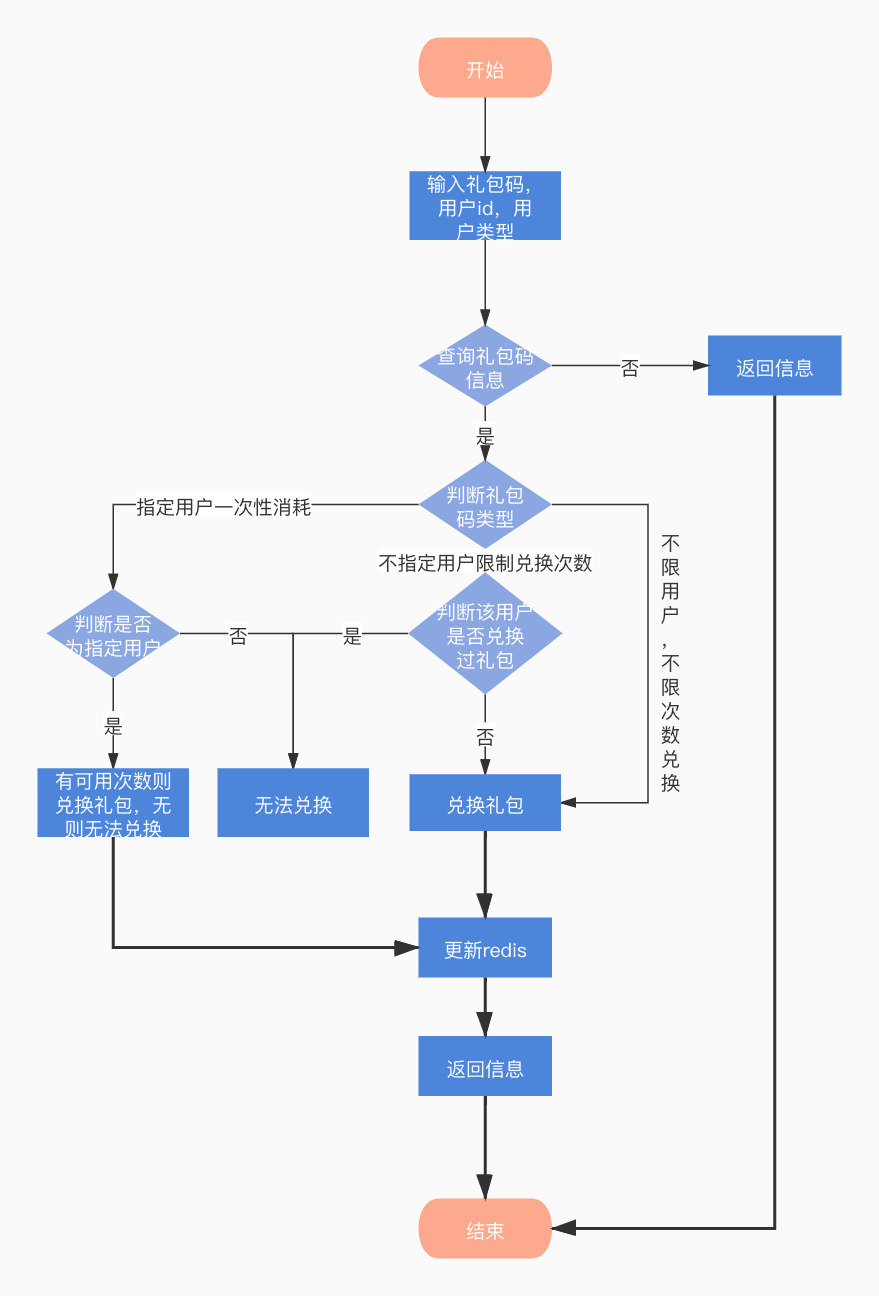 开始
输入礼包码，
用户id，用
户类型
查询礼包码
信息
否
返回信息
是
判断礼包
码类型
指定用户一次性消耗
不指定用户限制兑换次数
不
限
用
户
，
不
限
次
数
兑
换
判断是否
为指定用户
否
是
判断该用户
是否兑换
过礼包
是
否
有可用次数则
兑换礼包，无
则无法兑换
无法兑换
兑换礼包
更新redis
返回信息
结束